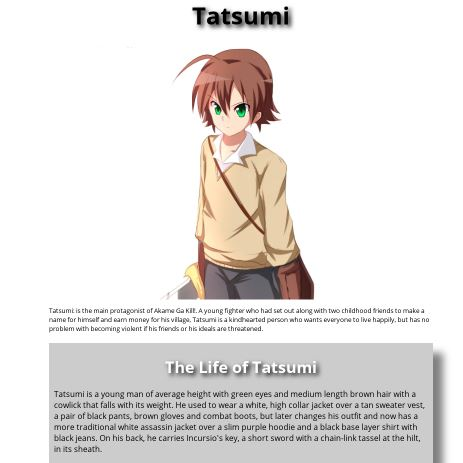 Tatsumi
Tatsumi: is the main protagonist of Akame Ga Kill!. A young fighter who had set out along with two childhood friends to make a
name for himself and earn money for his village, Tatsumi is a kindhearted person who wants everyone to live happily, but has no
problem with becoming violent if his friends or his ideals are threatened.
The Life of Tatsumi
Tatsumi is a young man of average height with green eyes and medium length brown hair with a
cowlick that falls with its weight. He used to wear a white, high collar jacket over a tan sweater vest,
a pair of black pants, brown gloves and combat boots, but later changes his outfit and now has a
more traditional white assassin jacket over a slim purple hoodie and a black base layer shirt with
black jeans. On his back, he carries Incursio's key, a short sword with a chain-link tassel at the hilt,
in its sheath.